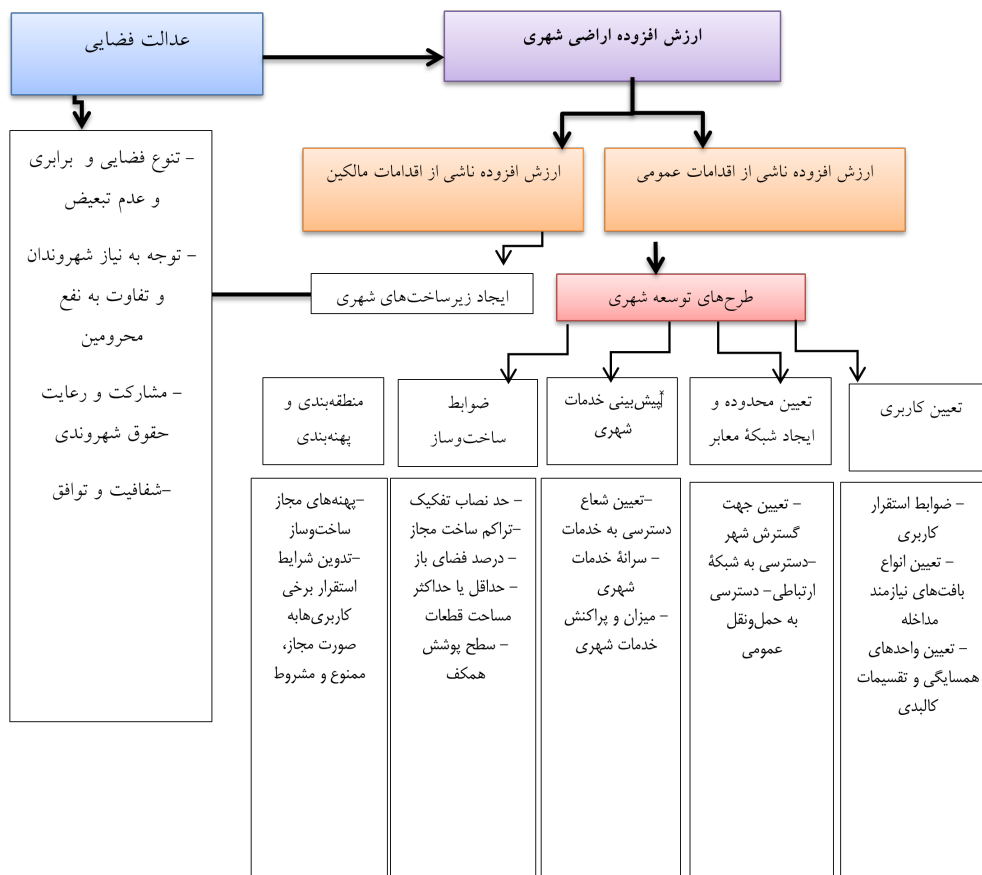 عدالت فضایی
ارزش افزوده اراضی شهری
- تنوع فضایی و برابری
و عدم تبعیض
- توجه به نیاز شهروندان
و تفاوت به نفع
محرومین
- مشارکت و رعایت
حقوق شهروندی
-شفافیت و توافق
ارزش افزوده ناشی از اقدامات عمومی
ارزش افزوده ناشی از اقدامات مالکین
ایجاد زیرساخت‌های شهری
طرح‌های توسعه شهری
تعیین کاربری
تعیین محدوده و
ایجاد شبکهٔ معابر
پیش‌بینی خدمات
شهری
ضوابط
ساخت‌وساز
منطقه‌بندی و
پهنه‌بندی
- ضوابط استقرار
کاربری
- تعیین انواع
بافت‌های نیازمند
مداخله
- تعیین واحدهای
همسایگی و تقسیمات
کالبدی
- تعیین جهت
گسترش شهر
-دسترسی به شبکهٔ
ارتباطی- دسترسی
به حمل‌ونقل
عمومی
-تعیین شعاع
دسترسی به خدمات
- سرانهٔ خدمات
شهری
- میزان و پراکنش
خدمات شهری
- حد نصاب تفکیک
-تراکم ساخت مجاز
- درصد فضای باز
- حداقل یا حداکثر
مساحت قطعات
- سطح پوشش
همکف
-پهنه‌های مجاز
ساخت‌وساز
-تدوین شرایط
استقرار برخی
کاربری‌هابه
صورت مجاز،
ممنوع و مشروط